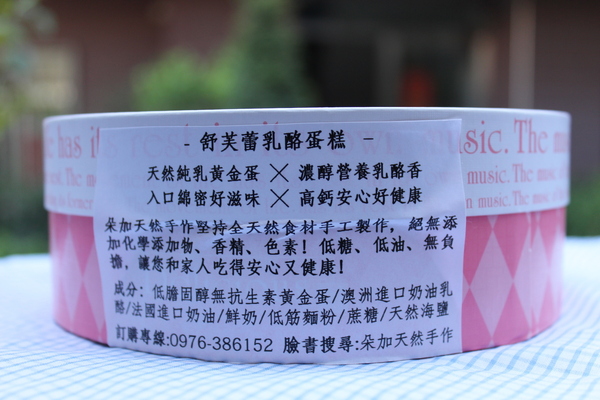 - 舒芙蕾乳酪蛋糕 -
天然純乳黃金蛋╳濃醇營養乳酪香
入口綿密好滋味╳高鈣安心好健康
朵加天然手作堅持全天然食材手工製作，絕無添
加化學添加物、香精、色素！低糖、低油、無負
擔，讓您和家人吃得安心又健康！
成分：低膽固醇無抗生素黃金蛋/澳洲進口奶油乳
酪/法國進口奶油/鮮奶/低筋麵粉/蔗糖/天然海鹽
訂購專線:0976-386152 臉書搜尋:朵加天然手作
music. The
music. The more
music. The